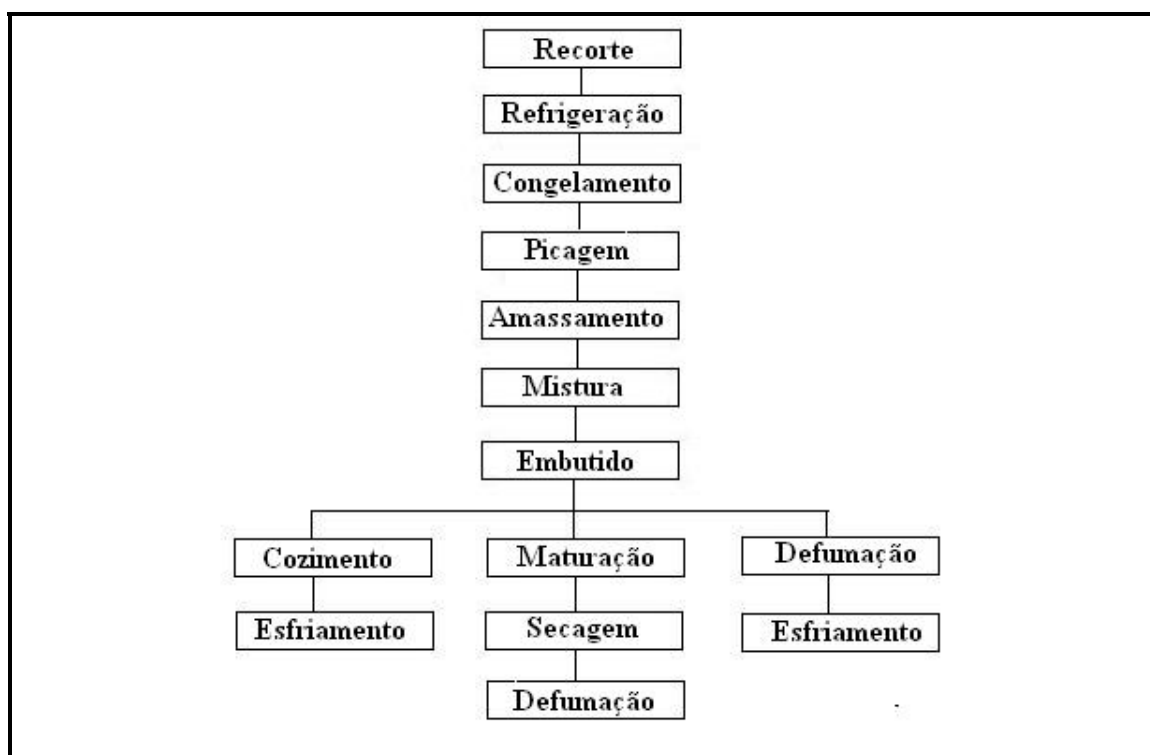 Recorte
Refrigeração
Congelamento
Picagem
Amassamento
Mistura
Embutido
Cozimento Maturação Defumação
Esfriamento Secagem Esfriamento
Defumação